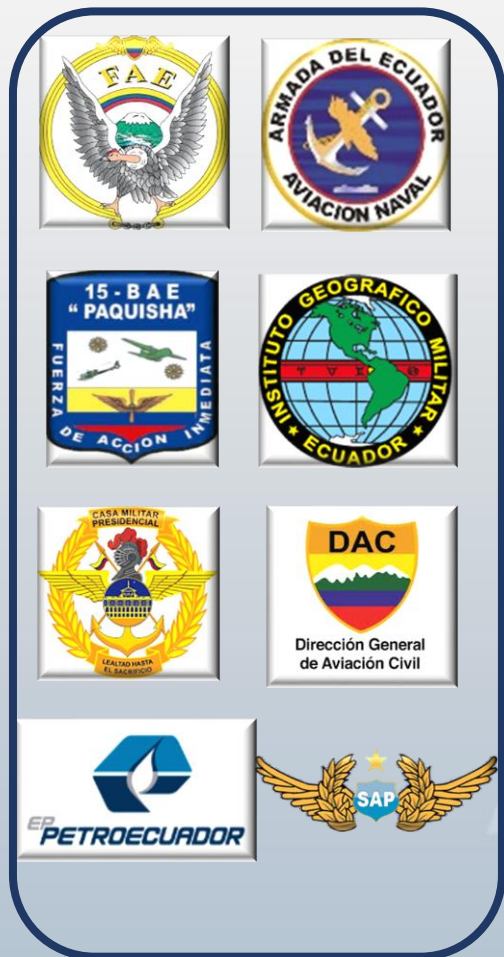 FAE
ARMADA DEL ECUADOR
AVIACION NAVAL
15 - BAE
“ PAQUISHA”
FUERZA
DE ACCION INMEDIATA
INSTITUTO GEOGRAFICO MILITAR
ECUADOR
CASA MILITAR
PRESIDENCIAL
LEALTAD HASTA
EL SACRIFICIO
DAC
Dirección General
de Aviación Civil
EP
PETROECUADOR
SAP